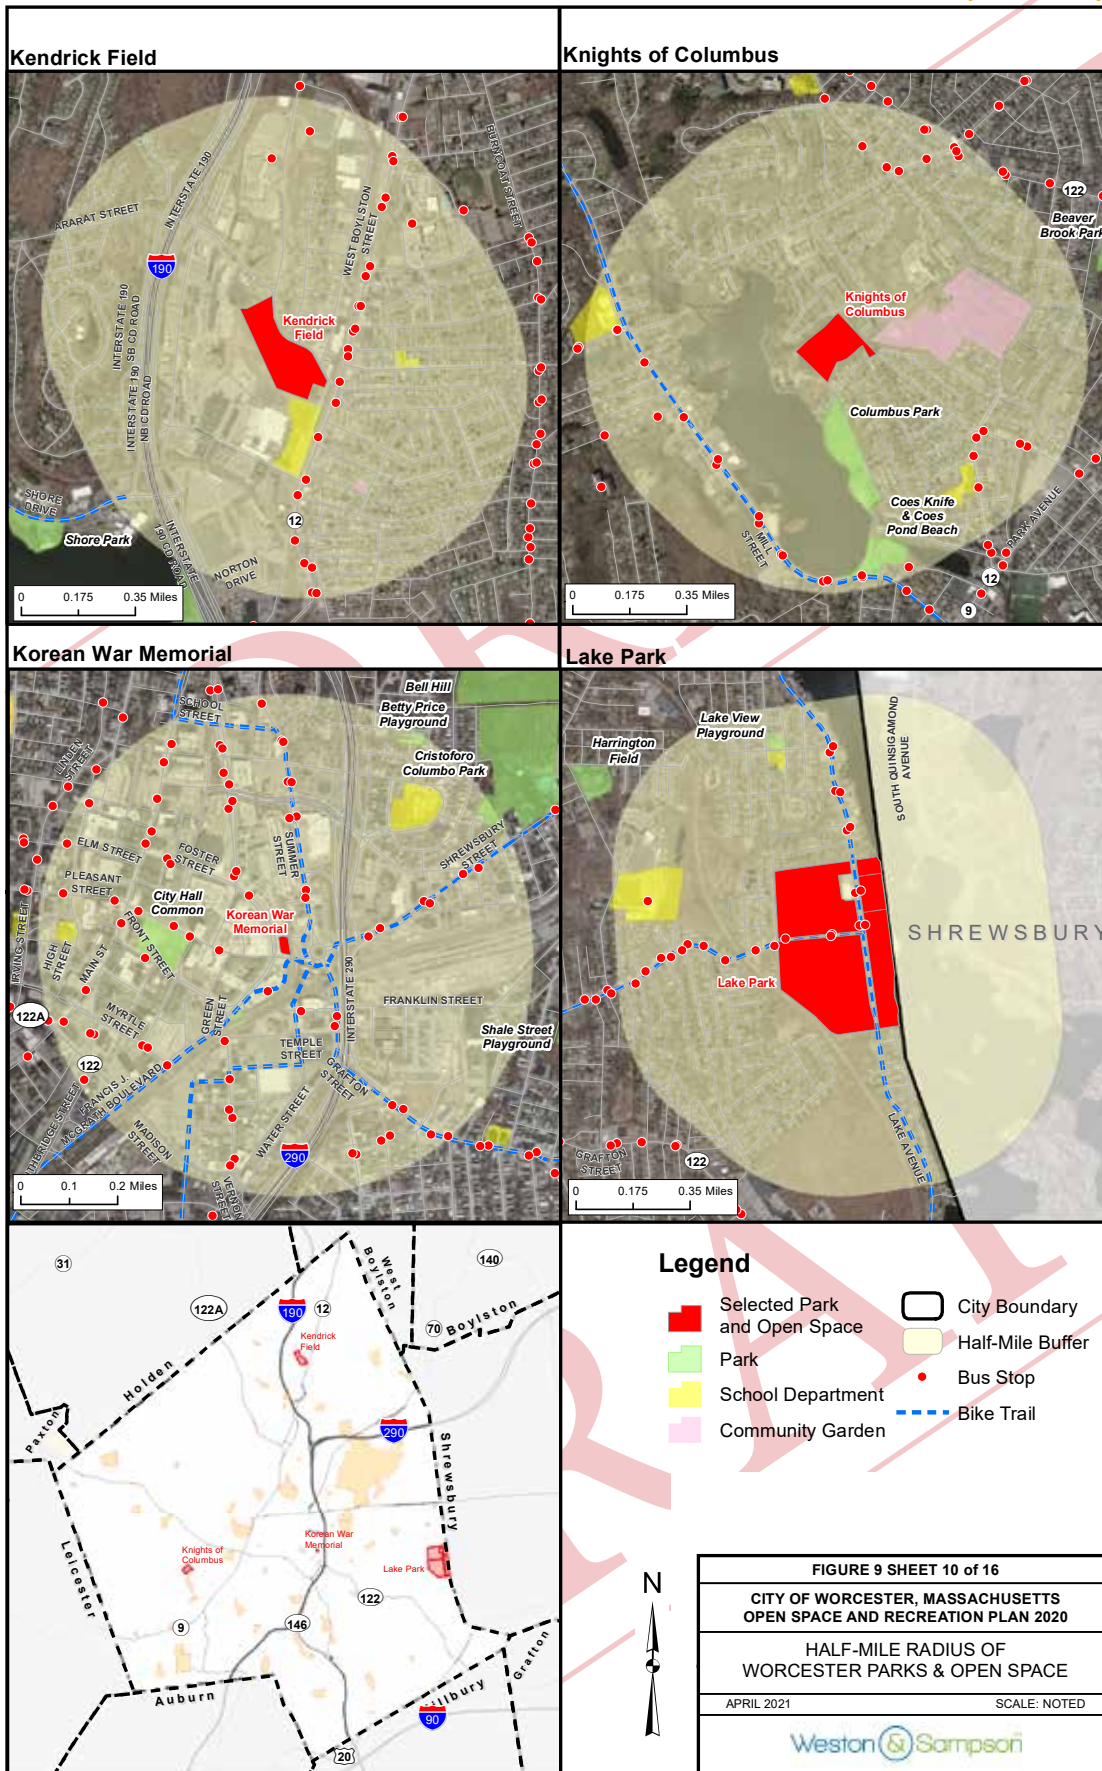 Kendrick Field
BURNCOAT STREET
INTERSTATE 190
WEST BOYLSTON
STREET
ARARAT STREET
190
INTERSTATE 190
SB CD ROAD
Kendrick
Field
INTERSTATE 190
NB CD ROAD
SHORE
DRIVE
Shore Park
12
INTERSTATE
190 CD ROAD
NORTON
DRIVE
0 0.175 0.35 Miles
Knights of Columbus
122
Beaver
Brook Park
Knights of
Columbus
Columbus Park
Coes Knife
& Coes
Pond Beach
PARK AVENUE
MILL
STREET
12
9
0 0.175 0.35 Miles
Korean War Memorial
SCHOOL
STREET
Bell Hill
Betty Price
Playground
Cristoforo
Columbo Park
LINDEN
STREET
SUMMER
STREET
SHREWSBURY
STREET
ELM STREET
FOSTER
STREET
PLEASANT
STREET
City Hall
Common
Korean War
Memorial
IRVING STREET
HIGH
STREET
MAIN ST
FRONT STREET
INTERSTATE 290
FRANKLIN STREET
122A
MYRTLE
STREET
GREEN
STREET
TEMPLE
STREET
Shale Street
Playground
122
FRANCIS J.
MCGRATH BOULEVARD
GRAFTON
STREET
THBRIDGE STREET
MADISON
STREET
WATER STREET
290
VERNON
STREET
0 0.1 0.2 Miles
Lake Park
Lake View
Playground
Harrington
Field
SOUTH QUINSIGAMOND
AVENUE
SHREWSBURY
Lake Park
GRAFTON
STREET
122
LAKE AVENUE
0 0.175 0.35 Miles
31
140
West
Boylston
122A
190
12
70
Boylston
Kendrick
Field
Holden
Paxton
290
Shrewsbury
Korean War
Memorial
Knights of
Columbus
Lake Park
Leicester
122
9
146
Grafton
Auburn
illbury
90
20
Legend
Selected Park
and Open Space
Park
School Department
Community Garden
City Boundary
Half-Mile Buffer
Bus Stop
Bike Trail
N
FIGURE 9 SHEET 10 of 16
CITY OF WORCESTER, MASSACHUSETTS
OPEN SPACE AND RECREATION PLAN 2020
HALF-MILE RADIUS OF
WORCESTER PARKS & OPEN SPACE
APRIL 2021 SCALE: NOTED
Weston & Sampson